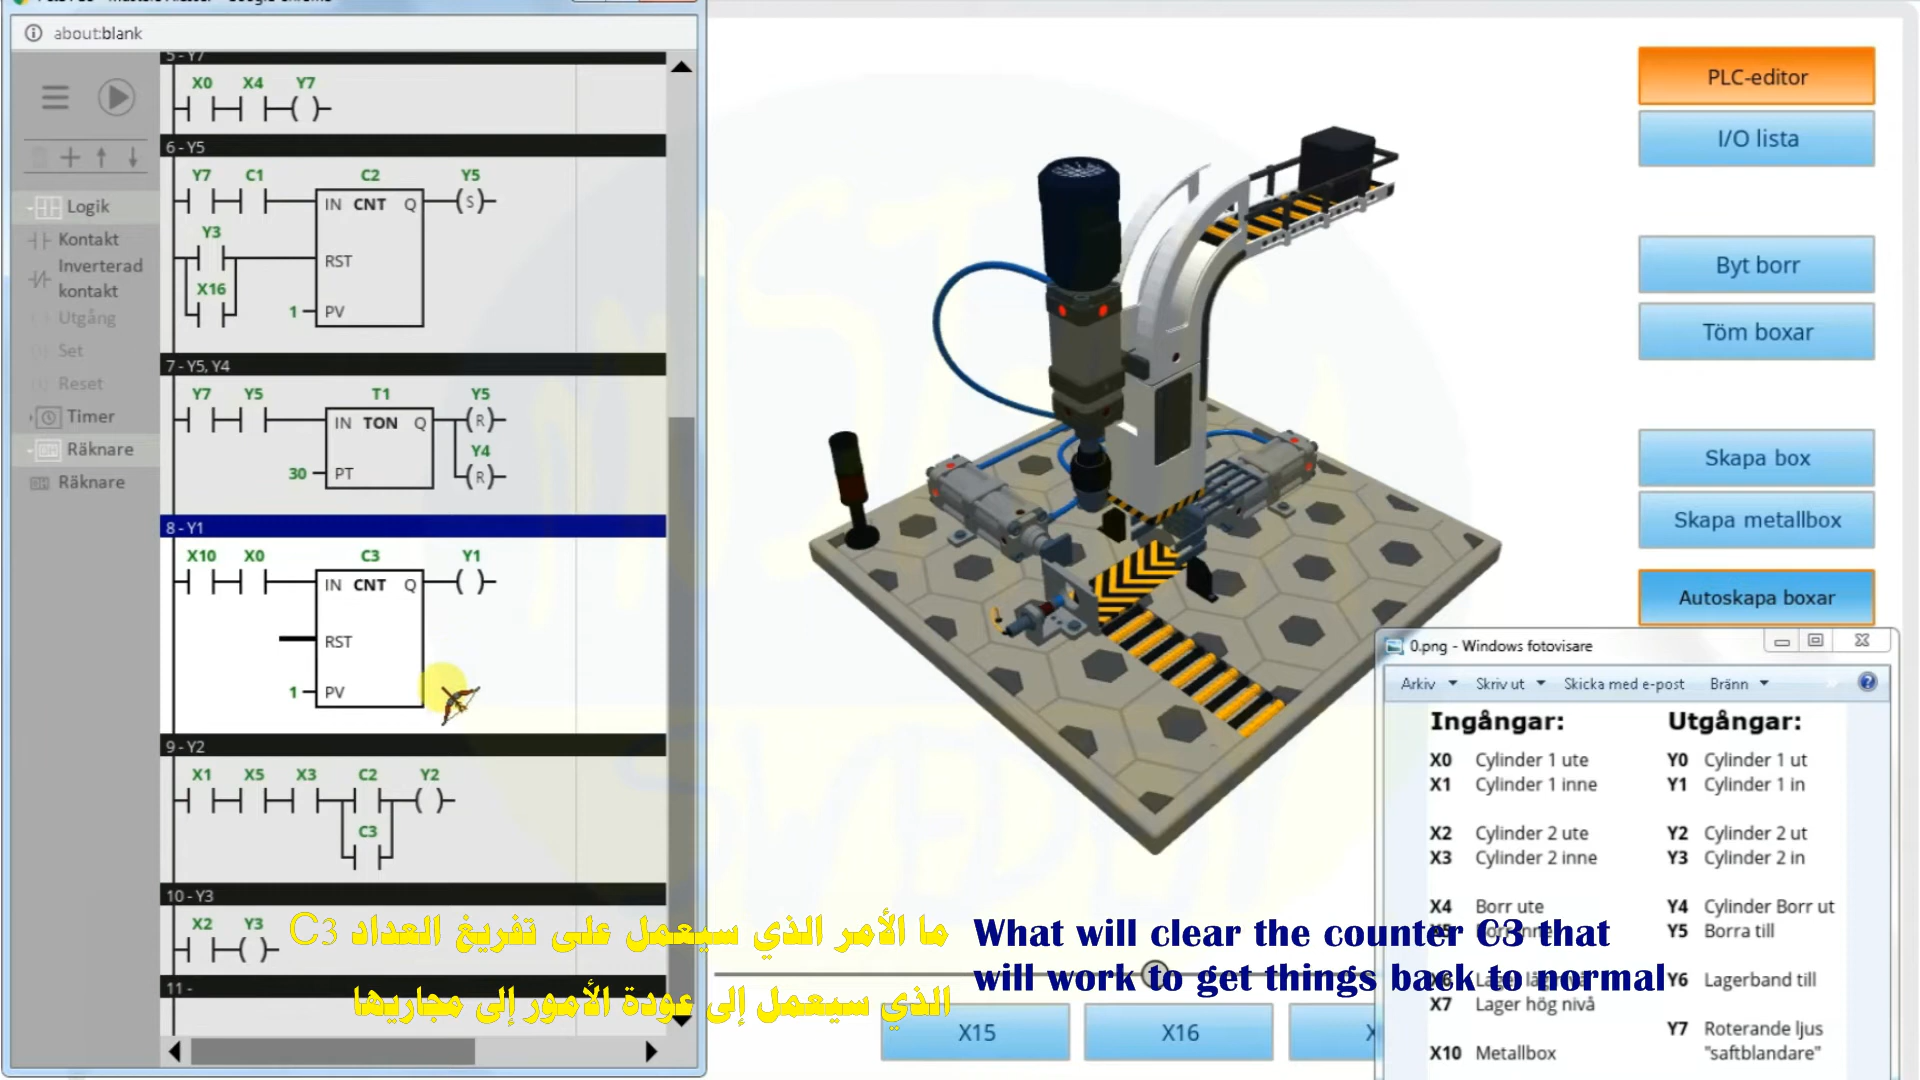 about:blank
5 - Y7
X0 X4 Y7
6 - Y5
Y7 C1 C2 Y5
IN CNT Q S
Y3
RST
X16
1 PV
7 - Y5, Y4
Y7 Y5 T1 Y5
IN TON Q R
Y4
30 PT R
8 - Y1
X10 X0 C3 Y1
IN CNT Q
RST
1 PV
9 - Y2
X1 X5 X3 C2 Y2
C3
10 - Y3
X2 Y3
11 -
Logik
Kontakt
Inverterad
kontakt
Utgång
Set
Reset
Timer
Räknare
Räknare
PLC-editor
I/O lista
Byt borr
Töm boxar
Skapa box
Skapa metallbox
Autoskapa boxar
0.png - Windows fotovisare
Arkiv Skriv ut Skicka med e-post Bränn
Ingångar: Utgångar:
X0 Cylinder 1 ute Y0 Cylinder 1 ut
X1 Cylinder 1 inne Y1 Cylinder 1 in
X2 Cylinder 2 ute Y2 Cylinder 2 ut
X3 Cylinder 2 inne Y3 Cylinder 2 in
X4 Borr ute Y4 Cylinder Borr ut
Y5 Borra till
Y6 Lagerband till
X7 Lager hög nivå
Y7 Roterande ljus
X10 Metallbox "saftblandare"
ما الأمر الذي سيعمل على تفريغ العداد C3
الذي سيعمل إلى عودة الأمور إلى مجاريها
What will clear the counter C3 that
will work to get things back to normal
X15
X16